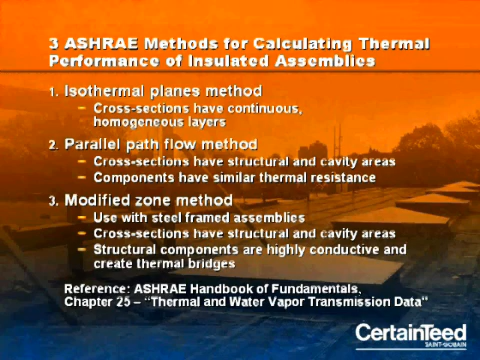 3 ASHRAE Methods for Calculating Thermal
Performance of Insulated Assemblies
1. Isothermal planes method
– Cross-sections have continuous,
homogeneous layers
2. Parallel path flow method
– Cross-sections have structural and cavity areas
– Components have similar thermal resistance
3. Modified zone method
– Use with steel framed assemblies
– Cross-sections have structural and cavity areas
– Structural components are highly conductive and
create thermal bridges
Reference: ASHRAE Handbook of Fundamentals,
Chapter 25 – “Thermal and Water Vapor Transmission Data”
CertainTeed
SAINT-GOBAIN